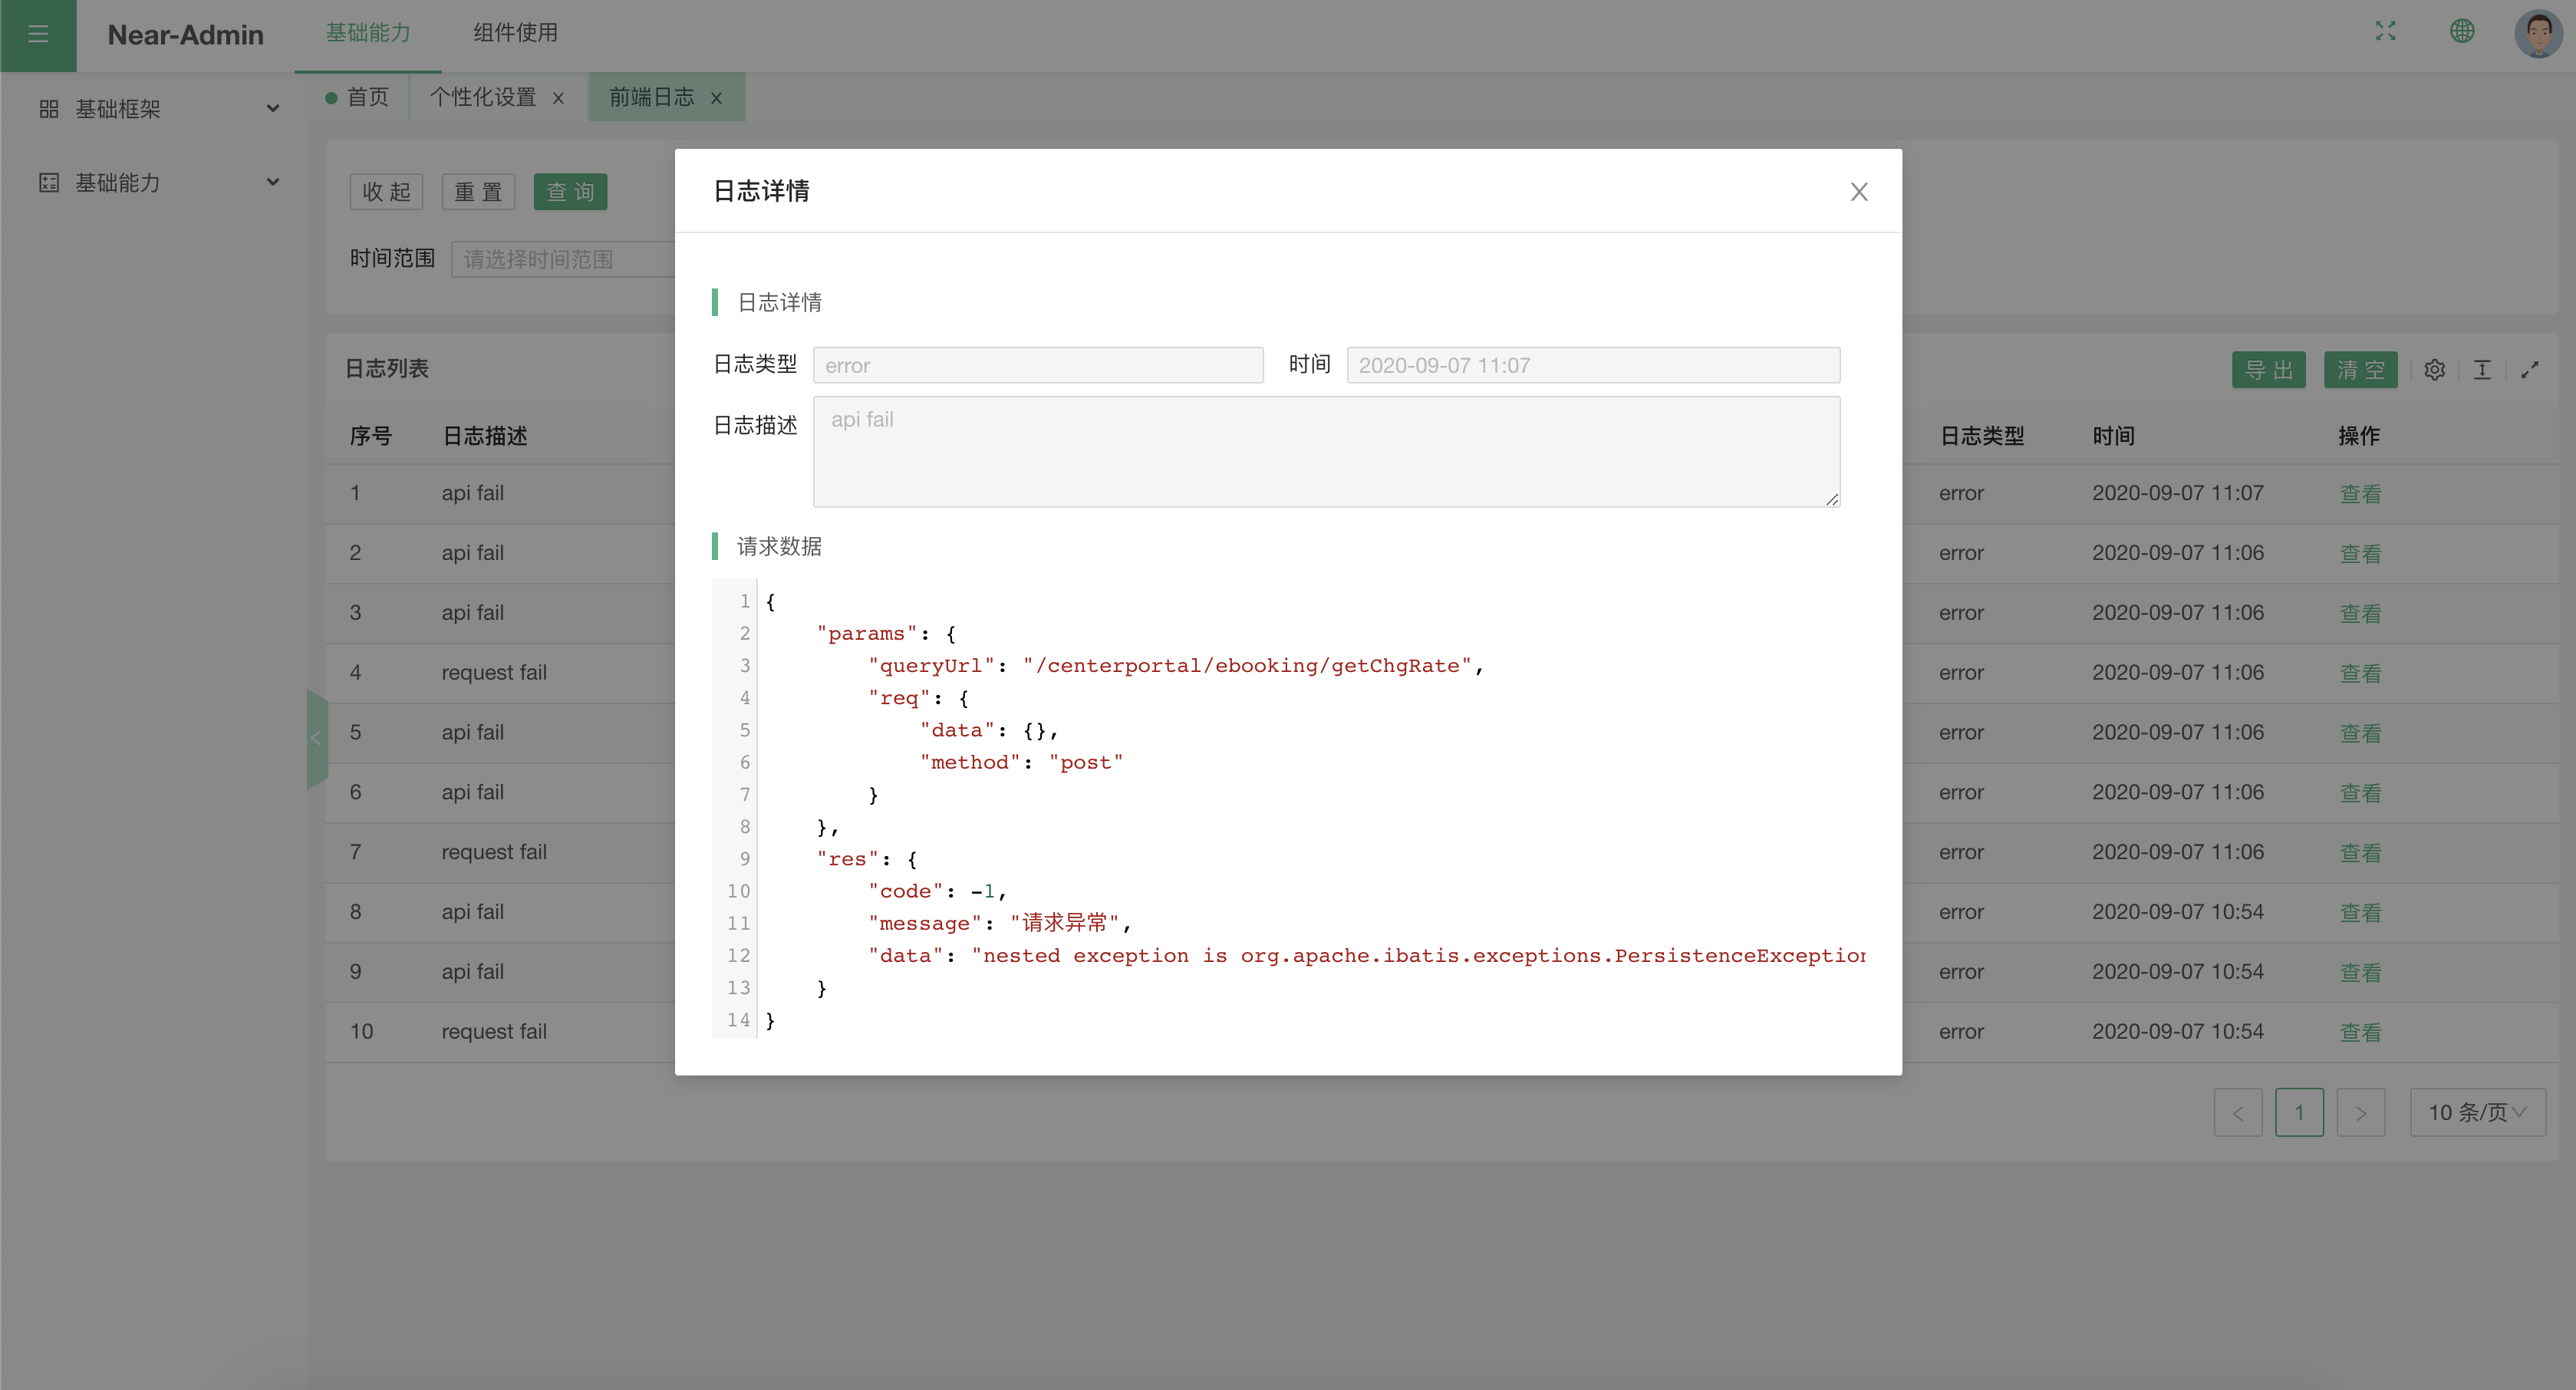 Near-Admin
基础能力
组件使用
基础框架
基础能力
首页
个性化设置
前端日志
收 起
重 置
查 询
时间范围
请选择时间范围
日志列表
导 出
清 空
序号 日志描述 日志类型 时间 操作
1 api fail error 2020-09-07 11:07 查看
2 api fail error 2020-09-07 11:06 查看
3 api fail error 2020-09-07 11:06 查看
4 request fail error 2020-09-07 11:06 查看
5 api fail error 2020-09-07 11:06 查看
6 api fail error 2020-09-07 11:06 查看
7 request fail error 2020-09-07 11:06 查看
8 api fail error 2020-09-07 10:54 查看
9 api fail error 2020-09-07 10:54 查看
10 request fail error 2020-09-07 10:54 查看
1
10 条/页
日志详情
日志详情
日志类型 error 时间 2020-09-07 11:07
日志描述 api fail
请求数据
1 {
2 "params": {
3 "queryUrl": "/centerportal/ebooking/getChgRate",
4 "req": {
5 "data": {},
6 "method": "post"
7 }
8 },
9 "res": {
10 "code": -1,
11 "message": "请求异常",
12 "data": "nested exception is org.apache.ibatis.exceptions.PersistenceException
13 }
14 }